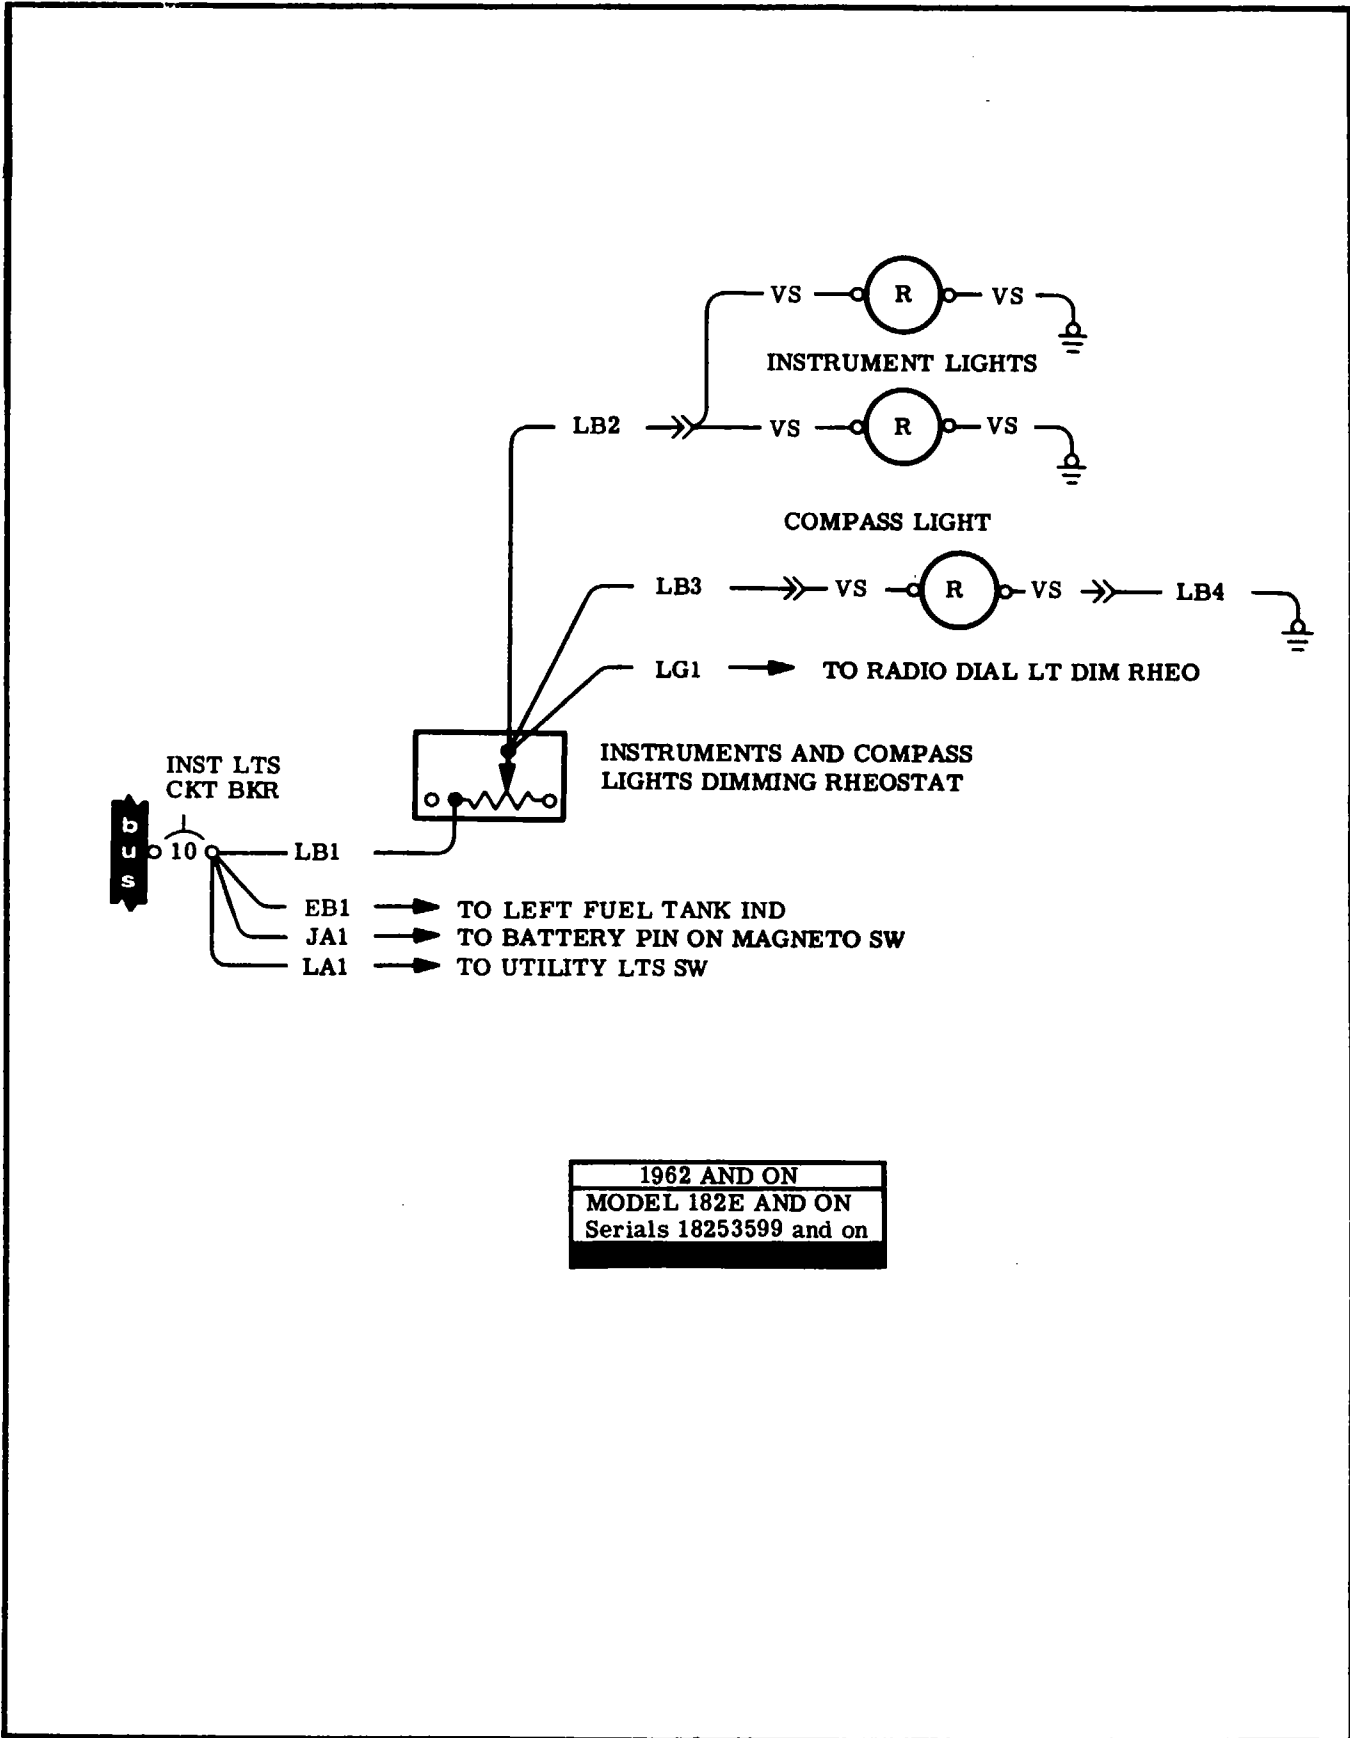 VS R VS
INSTRUMENT LIGHTS
LB2 VS R VS
COMPASS LIGHT
LB3 VS R VS LB4
LG1 TO RADIO DIAL LT DIM RHEO
INSTRUMENTS AND COMPASS
LIGHTS DIMMING RHEOSTAT
INST LTS
CKT BKR
bus 10 LB1
EB1 TO LEFT FUEL TANK IND
JA1 TO BATTERY PIN ON MAGNETO SW
LA1 TO UTILITY LTS SW
1962 AND ON
MODEL 182E AND ON
Serials 18253599 and on